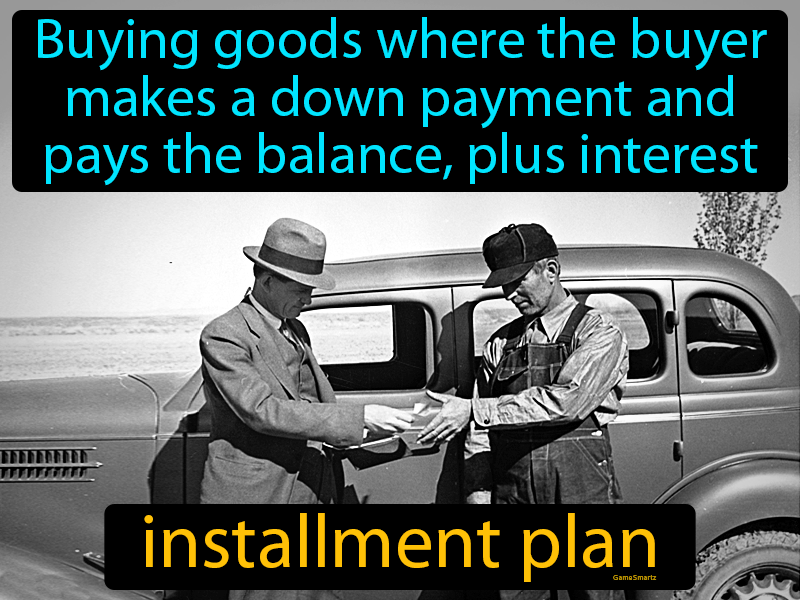 Buying goods where the buyer
makes a down payment and
pays the balance, plus interest
installment plan
GameSmartz